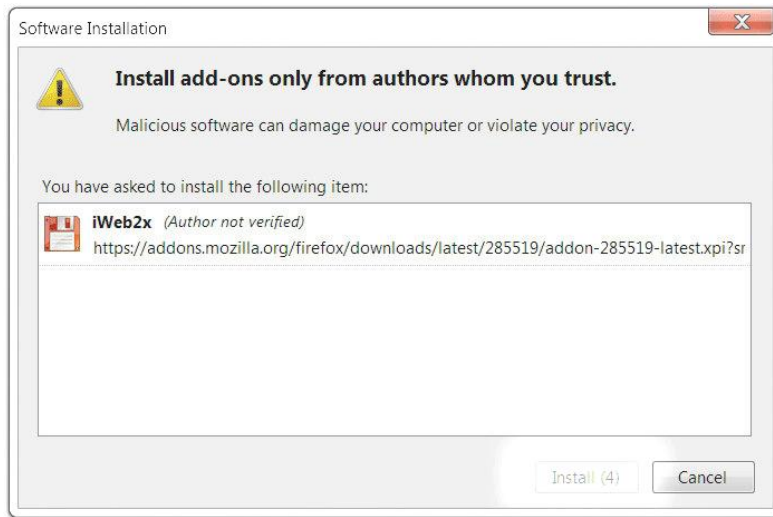 Software Installation
Install add-ons only from authors whom you trust.
Malicious software can damage your computer or violate your privacy.
You have asked to install the following item:
iWeb2x (Author not verified)
https://addons.mozilla.org/firefox/downloads/latest/285519/addon-285519-latest.xpi?sr
Install (4) Cancel